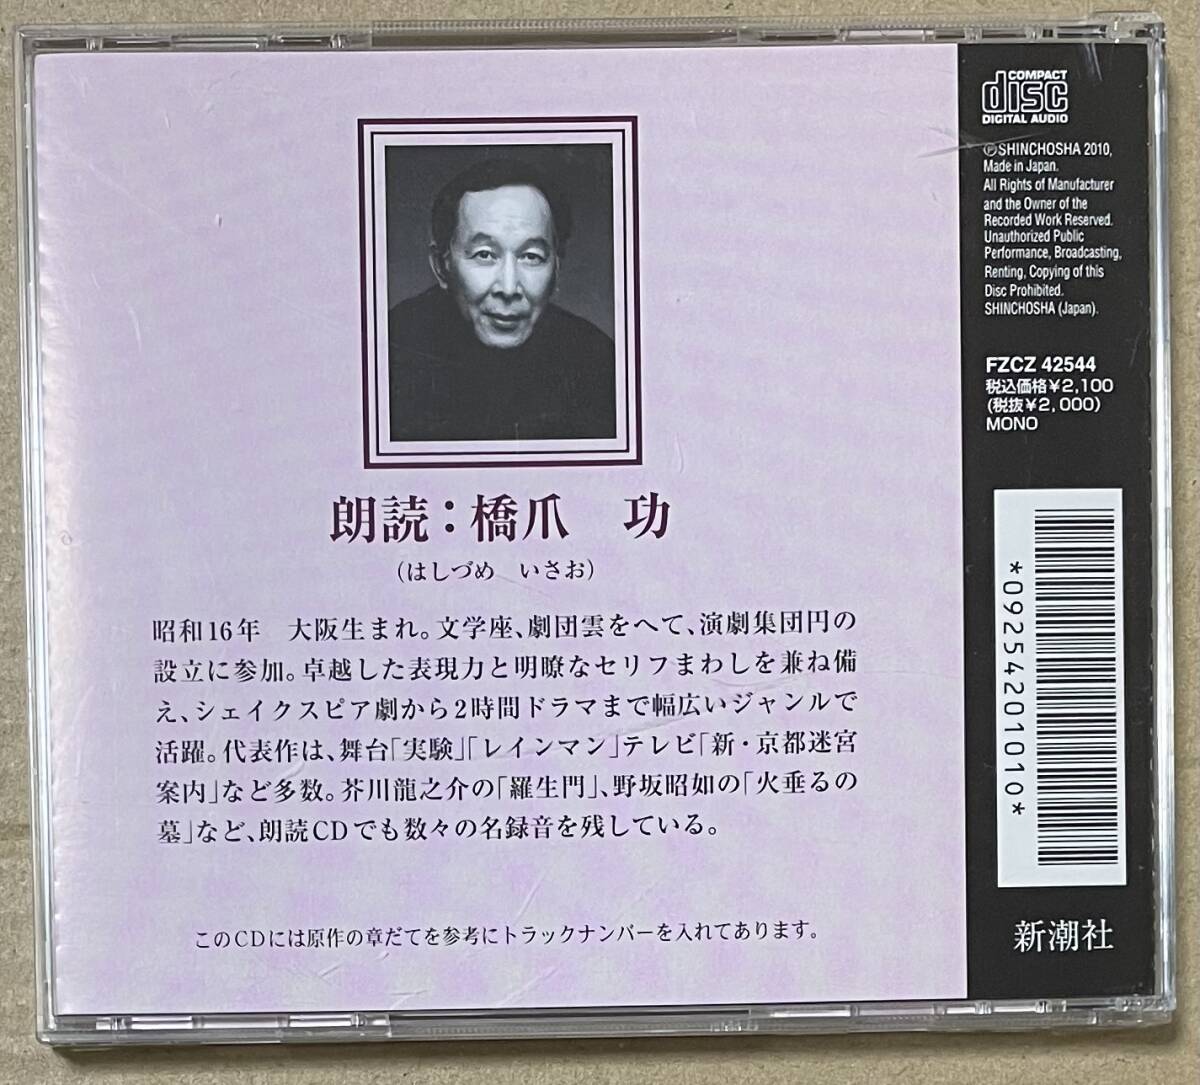 朗読：橋爪　功
（はしづめ　いさお）
昭和16年　大阪生まれ。文学座、劇団雲をへて、演劇集団円の
設立に参加。卓越した表現力と明瞭なセリフまわしを兼ね備
え、シェイクスピア劇から2時間ドラマまで幅広いジャンルで
活躍。代表作は、舞台「実験」「レインマン」テレビ「新・京都迷宮
案内」など多数。芥川龍之介の「羅生門」、野坂昭如の「火垂るの
墓」など、朗読CDでも数々の名録音を残している。
このCDには原作の章だてを参考にトラックナンバーを入れてあります。
COMPACT
disc
DIGITAL AUDIO
ⓅSHINCHOSHA 2010,
Made in Japan.
All Rights of Manufacturer
and the Owner of the
Recorded Work Reserved.
Unauthorized Public
Performance, Broadcasting,
Renting, Copying of this
Disc Prohibited.
SHINCHOSHA (Japan).
FZCZ 42544
税込価格¥2,100
(税抜¥2,000)
MONO
*0925420101010*
新潮社